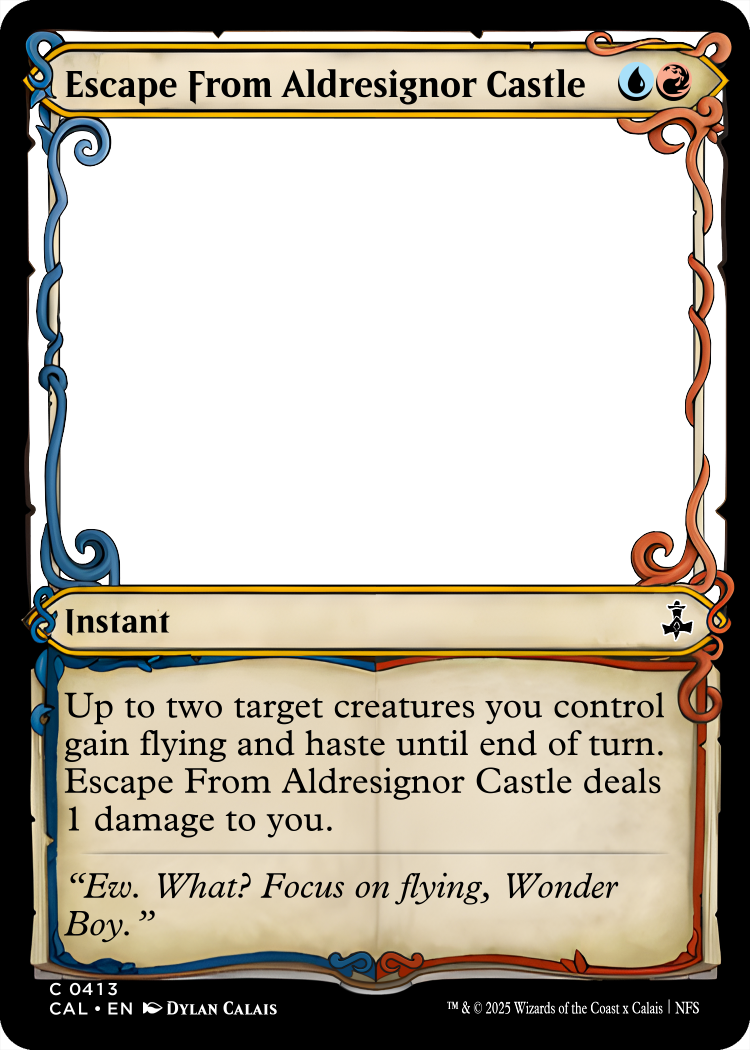 Escape From Aldresignor Castle
Instant
Up to two target creatures you control
gain flying and haste until end of turn.
Escape From Aldresignor Castle deals
1 damage to you.
“Ew. What? Focus on flying, Wonder
Boy.”
C 0413
CAL • EN Dylan Calais
™ & © 2025 Wizards of the Coast x Calais | NFS